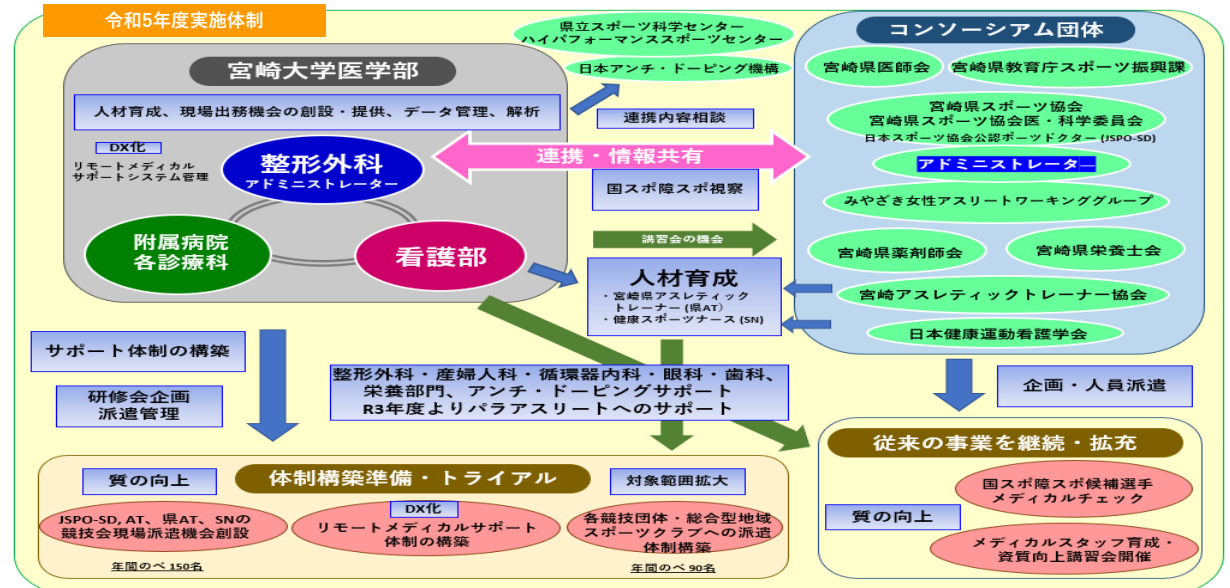 令和5年度実施体制
県立スポーツ科学センター
ハイパフォーマンススポーツセンター
日本アンチ・ドーピング機構
コンソーシアム団体
宮崎大学医学部
宮崎県医師会
宮崎県教育庁スポーツ振興課
人材育成、現場出務機会の創設・提供、データ管理、解析
連携内容相談
宮崎県スポーツ協会
宮崎県スポーツ協会医・科学委員会
日本スポーツ協会公認ポーツドクター(JSPO-SD)
DX化
リモートメディカル
サポートシステム管理
整形外科
アドミニストレーター
連携・情報共有
アドミニストレーター
国スポ障スポ視察
みやざき女性アスリートワーキンググループ
附属病院
各診療科
看護部
講習会の機会
宮崎県薬剤師会
宮崎県栄養士会
人材育成
・宮崎県アスレティック
トレーナー(県AT)
・健康スポーツナース(SN)
宮崎アスレティックトレーナー協会
日本健康運動看護学会
サポート体制の構築
研修会企画
派遣管理
整形外科・産婦人科・循環器内科・眼科・歯科、
栄養部門、アンチ・ドーピングサポート
R3年度よりパラアスリートへのサポート
企画・人員派遣
体制構築準備・トライアル
質の向上
対象範囲拡大
JSPO-SD, AT、県AT、SNの
競技会現場派遣機会創設
年間のべ150名
DX化
リモートメディカルサポート
体制の構築
各競技団体・総合型地域
スポーツクラブへの派遣
体制構築
年間のべ90名
従来の事業を継続・拡充
質の向上
国スポ障スポ候補選手
メディカルチェック
メディカルスタッフ育成・
資質向上講習会開催